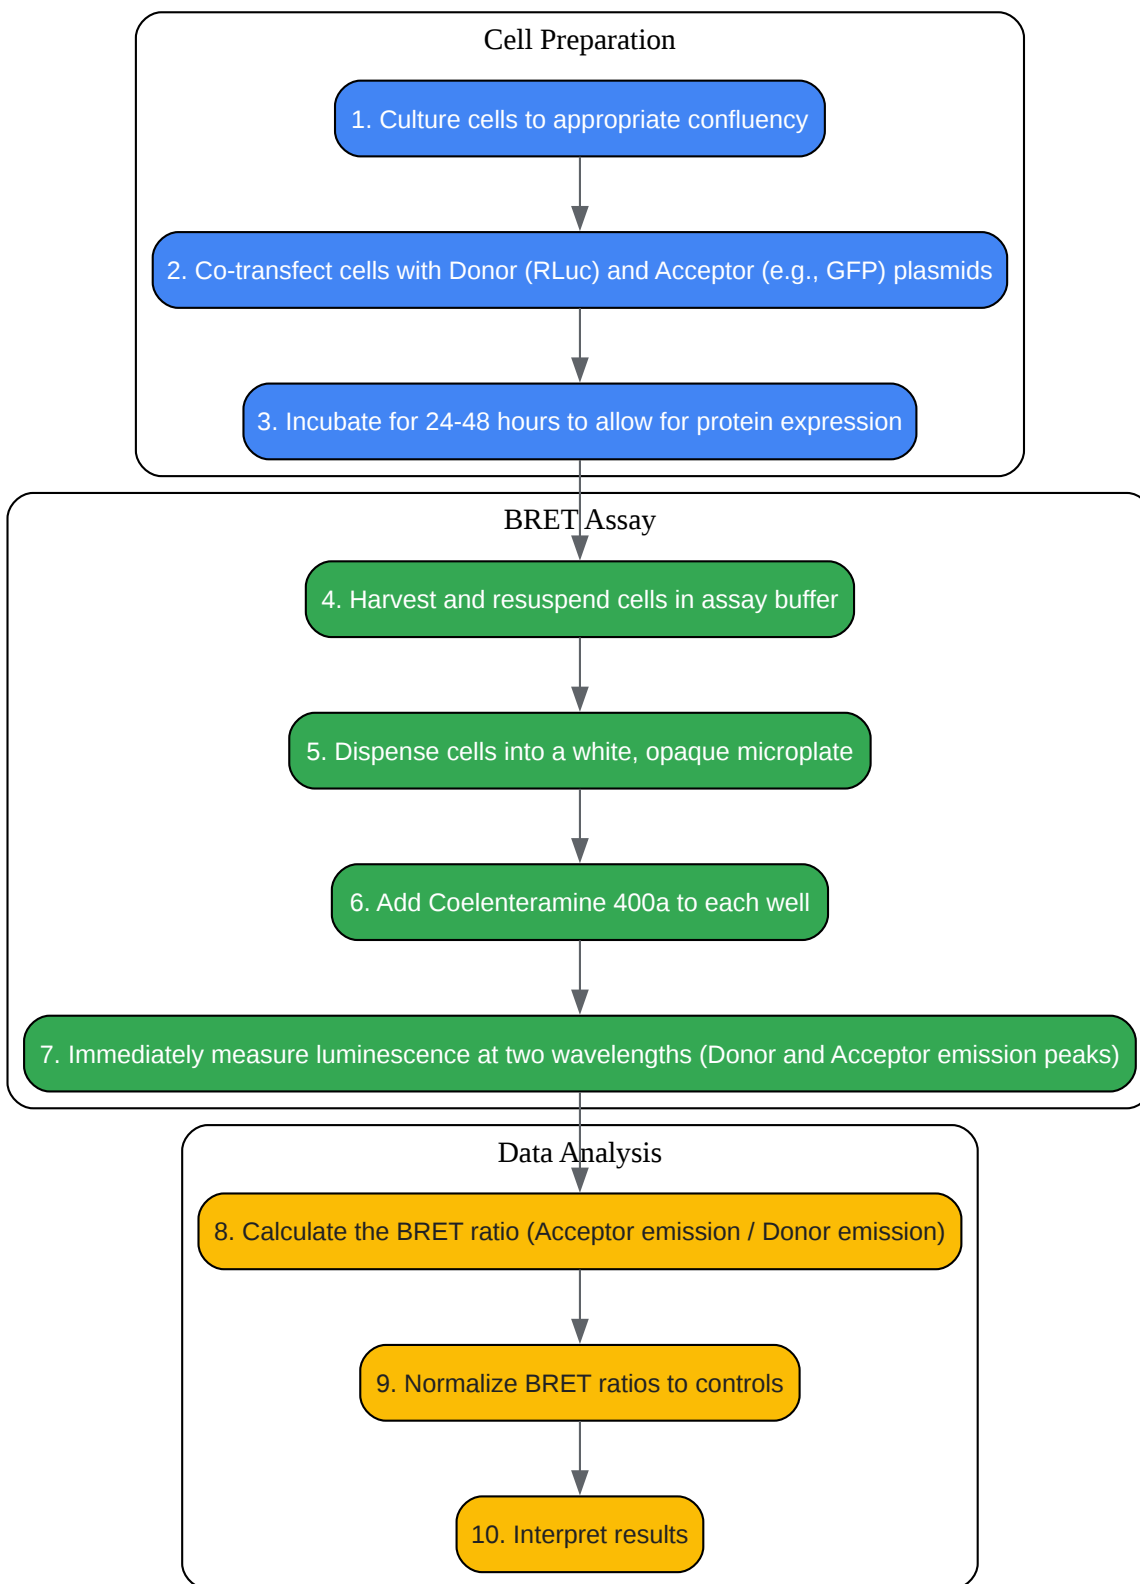 Cell Preparation
1. Culture cells to appropriate confluency
2. Co-transfect cells with Donor (RLuc) and Acceptor (e.g., GFP) plasmids
3. Incubate for 24-48 hours to allow for protein expression
BRET Assay
4. Harvest and resuspend cells in assay buffer
5. Dispense cells into a white, opaque microplate
6. Add Coelenteramine 400a to each well
7. Immediately measure luminescence at two wavelengths (Donor and Acceptor emission peaks)
Data Analysis
8. Calculate the BRET ratio (Acceptor emission / Donor emission)
9. Normalize BRET ratios to controls
10. Interpret results